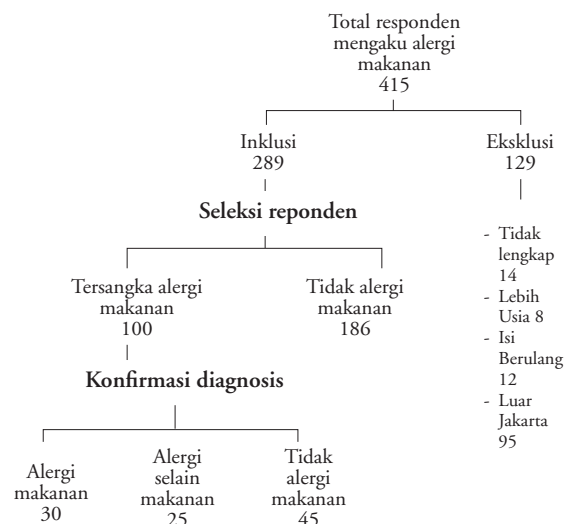 Total responden
mengaku alergi
makanan
415
Inklusi
289
Eksklusi
129
Seleksi reponden
- Tidak
lengkap
14
- Lebih
Usia 8
- Isi
Berulang
12
- Luar
Jakarta
95
Tersangka alergi
makanan
100
Tidak alergi
makanan
186
Konfirmasi diagnosis
Alergi
makanan
30
Alergi
selain
makanan
25
Tidak
alergi
makanan
45